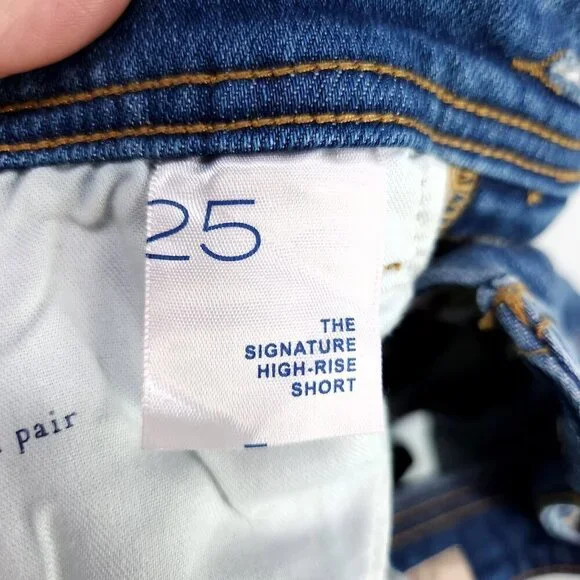 25
THE
SIGNATURE
HIGH-RISE
SHORT
pair